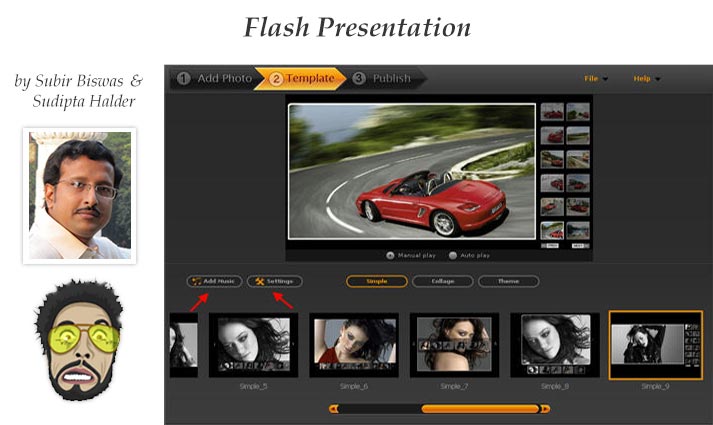 Flash Presentation
by Subir Biswas &
Sudipta Halder
1 Add Photo 2 Template 3 Publish File Help
Manual play Auto play
Add Music Settings Simple Collage Theme
Simple_5 Simple_6 Simple_7 Simple_8 Simple_9